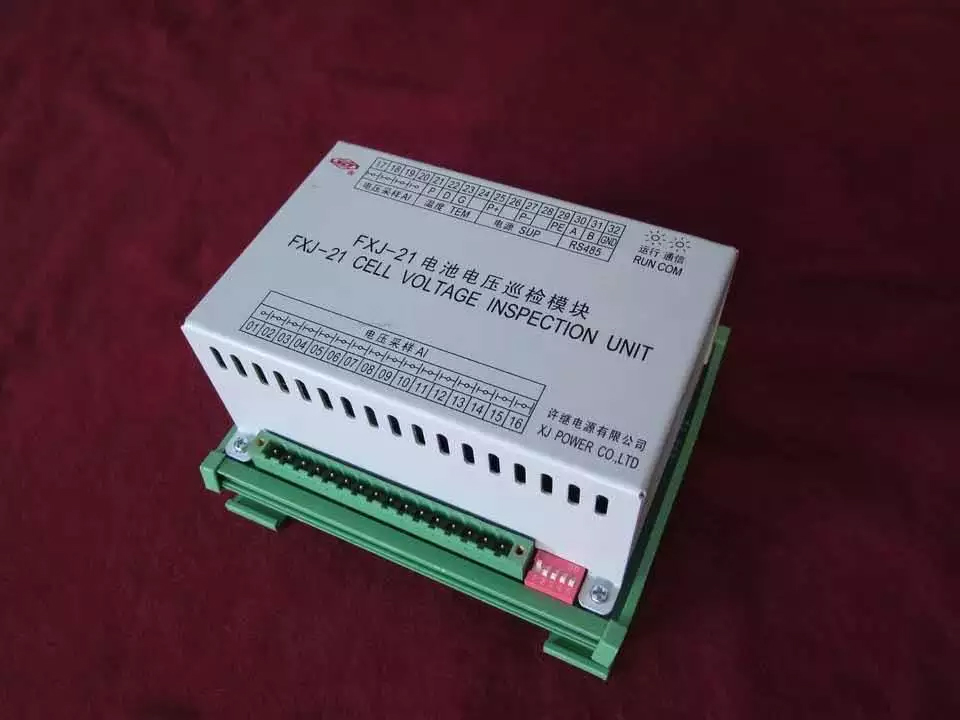 17 18 19 20 21 22 23 24 25 26 27 28 29 30 31 32
P D G P+ P- PE A B GND
电压采样AI 温度 TEM 电源 SUP RS485
运行 通信
RUN COM
FXJ-21 电池电压巡检模块
FXJ-21 CELL VOLTAGE INSPECTION UNIT
电压采样AI
01 02 03 04 05 06 07 08 09 10 11 12 13 14 15 16
许继电源有限公司
XJ POWER CO.,LTD